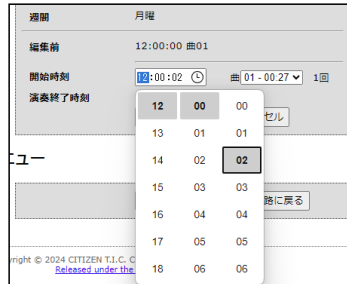 週間 月曜
編集前 12:00:00 曲01
開始時刻 12:00:02 曲 01 - 00:27 1回
演奏終了時刻
セル
12 00 00
13 01 01
ニュー
14 02 02
15 03 03
に戻る
16 04 04
17 05 05
right © 2024 CITIZEN T.I.C. C
Released under the
18 06 06